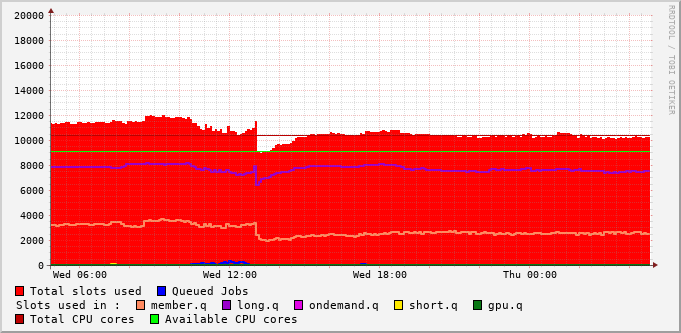 20000
18000
16000
14000
12000
10000
8000
6000
4000
2000
0
Wed 06:00 Wed 12:00 Wed 18:00 Thu 00:00
Total slots used Queued Jobs
Slots used in : member.q long.q ondemand.q short.q gpu.q
Total CPU cores Available CPU cores
RRDTOOL / TOBI OETIKER